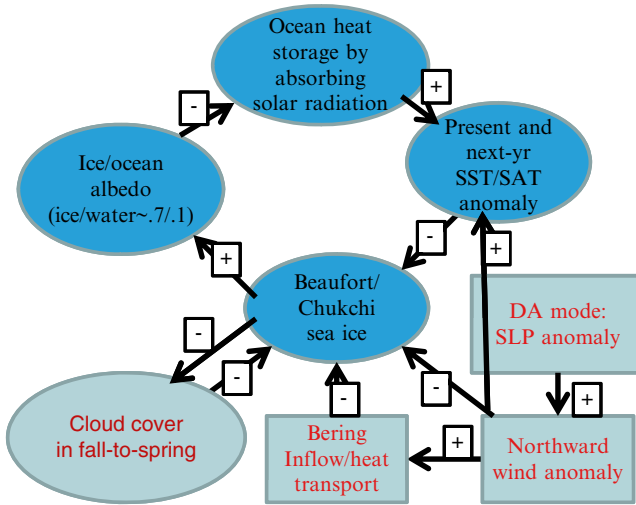 Ocean heat
storage by
absorbing
solar radiation
-
+
Present and
next-yr
SST/SAT
anomaly
Ice/ocean
albedo
(ice/water~.7/.1)
-
+
+
Beaufort/
Chukchi
sea ice
DA mode:
SLP anomaly
-
-
-
-
+
Cloud cover
in fall-to-spring
Bering
Inflow/heat
transport
+
Northward
wind anomaly